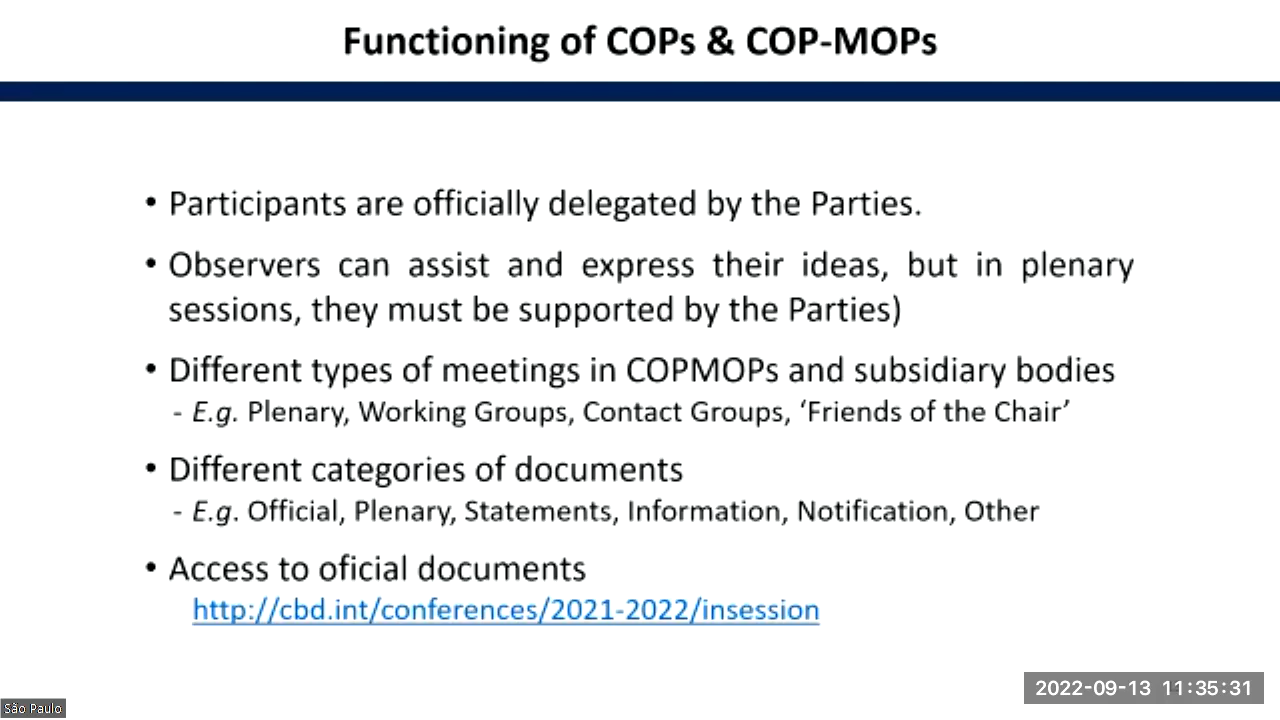 Functioning of COPs & COP-MOPs
• Participants are officially delegated by the Parties.
• Observers can assist and express their ideas, but in plenary
sessions, they must be supported by the Parties)
• Different types of meetings in COPMOPs and subsidiary bodies
- E.g. Plenary, Working Groups, Contact Groups, ‘Friends of the Chair’
• Different categories of documents
- E.g. Official, Plenary, Statements, Information, Notification, Other
• Access to oficial documents
http://cbd.int/conferences/2021-2022/insession
2022-09-13 11:35:31
São Paulo